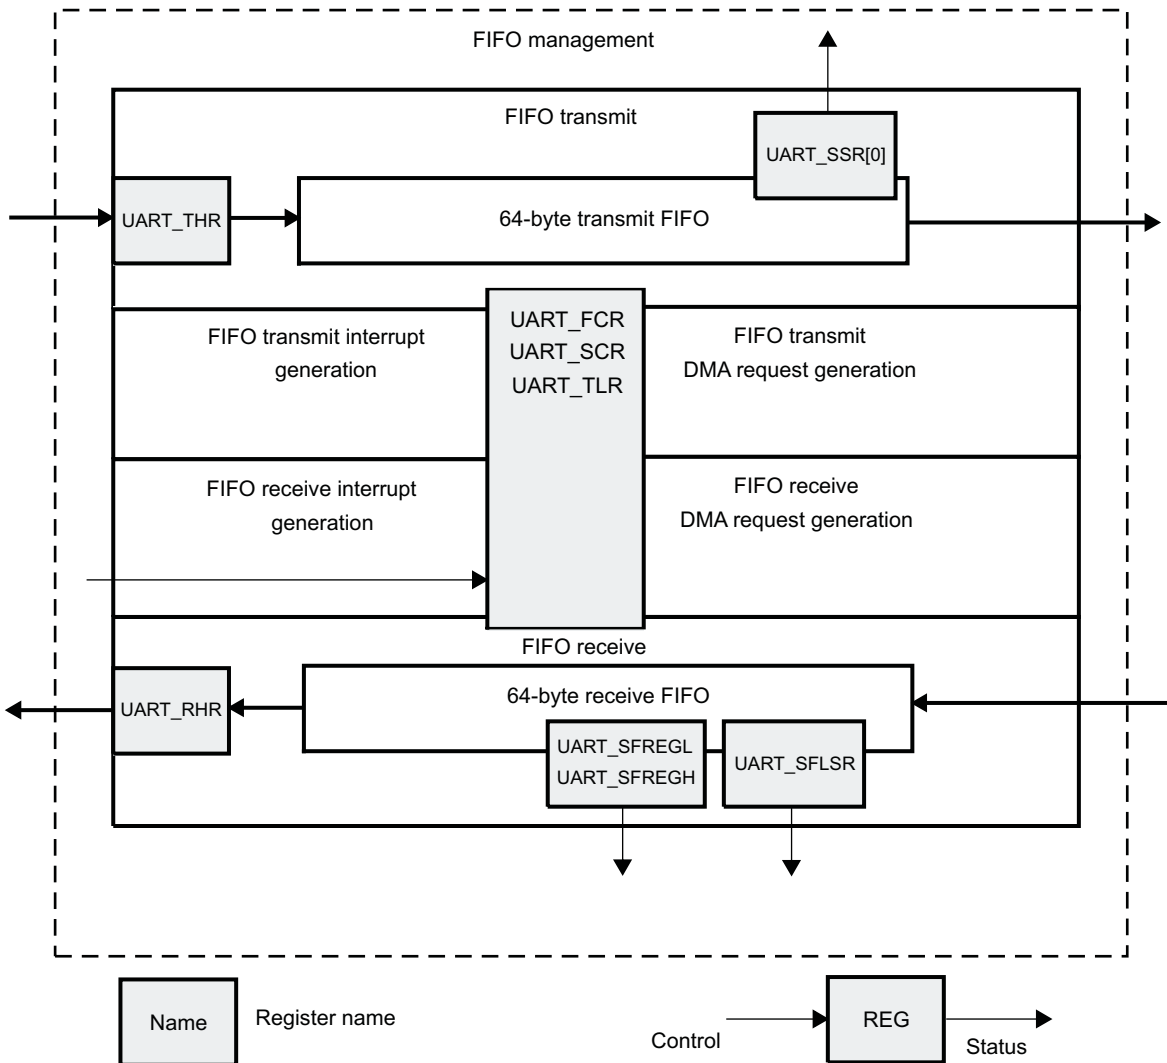 FIFO management
FIFO transmit
UART_SSR[0]
UART_THR
64-byte transmit FIFO
UART_FCR
UART_SCR
UART_TLR
FIFO transmit interrupt
generation
FIFO transmit
DMA request generation
FIFO receive interrupt
generation
FIFO receive
DMA request generation
FIFO receive
64-byte receive FIFO
UART_RHR
UART_SFREGL
UART_SFREGH
UART_SFLSR
Name
Register name
Control
REG
Status